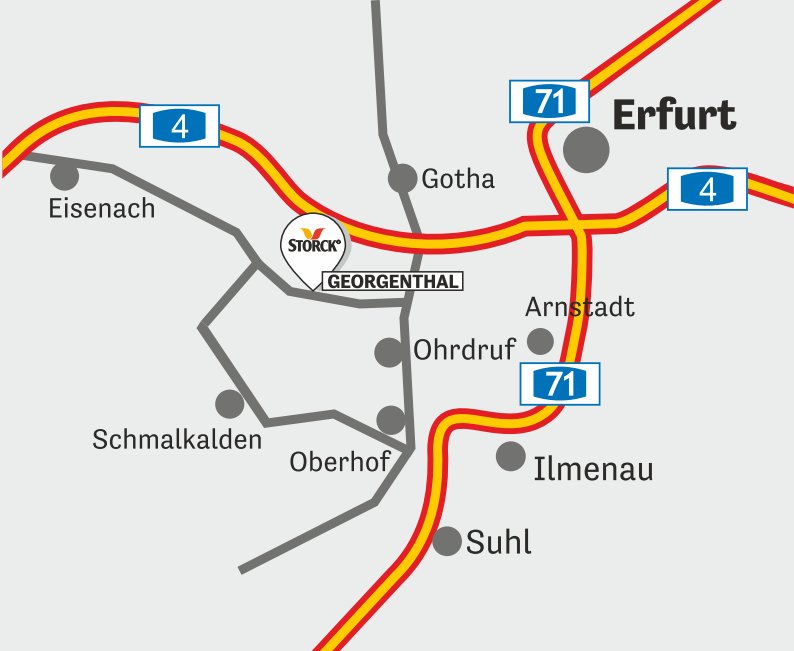 71
Erfurt
4
Gotha
4
Eisenach
STORCK®
GEORGENTHAL
Arnstadt
Ohrdruf
71
Schmalkalden
Oberhof
Ilmenau
Suhl